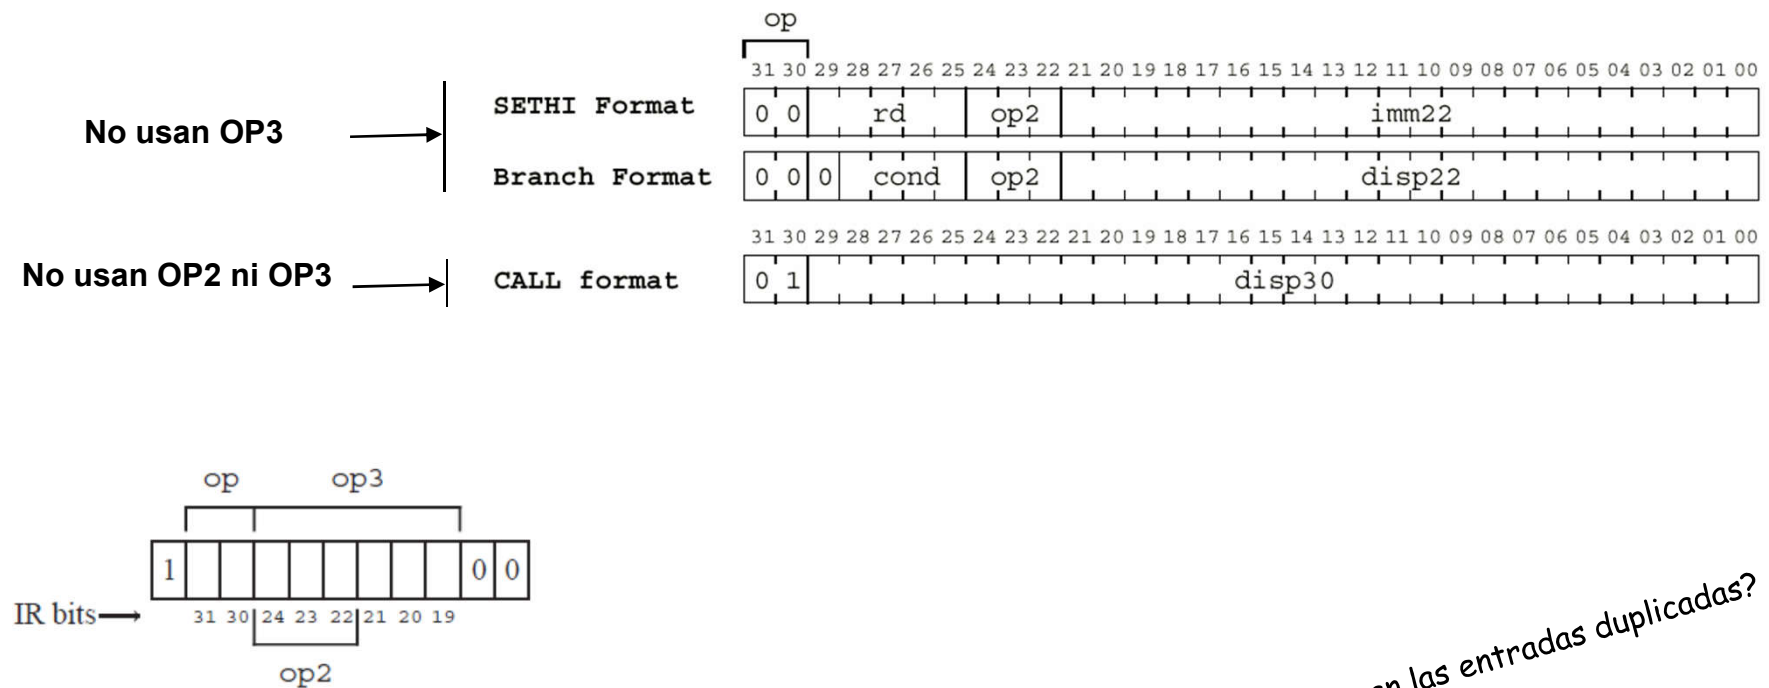 op
31 30 29 28 27 26 25 24 23 22 21 20 19 18 17 16 15 14 13 12 11 10 09 08 07 06 05 04 03 02 01 00
SETHI Format 0 0 rd op2 imm22
No usan OP3
Branch Format 0 0 0 cond op2 disp22
31 30 29 28 27 26 25 24 23 22 21 20 19 18 17 16 15 14 13 12 11 10 09 08 07 06 05 04 03 02 01 00
No usan OP2 ni OP3
CALL format 0 1 disp30
op op3
1 0 0
IR bits 31 30 24 23 22 21 20 19
op2
las entradas duplicadas?